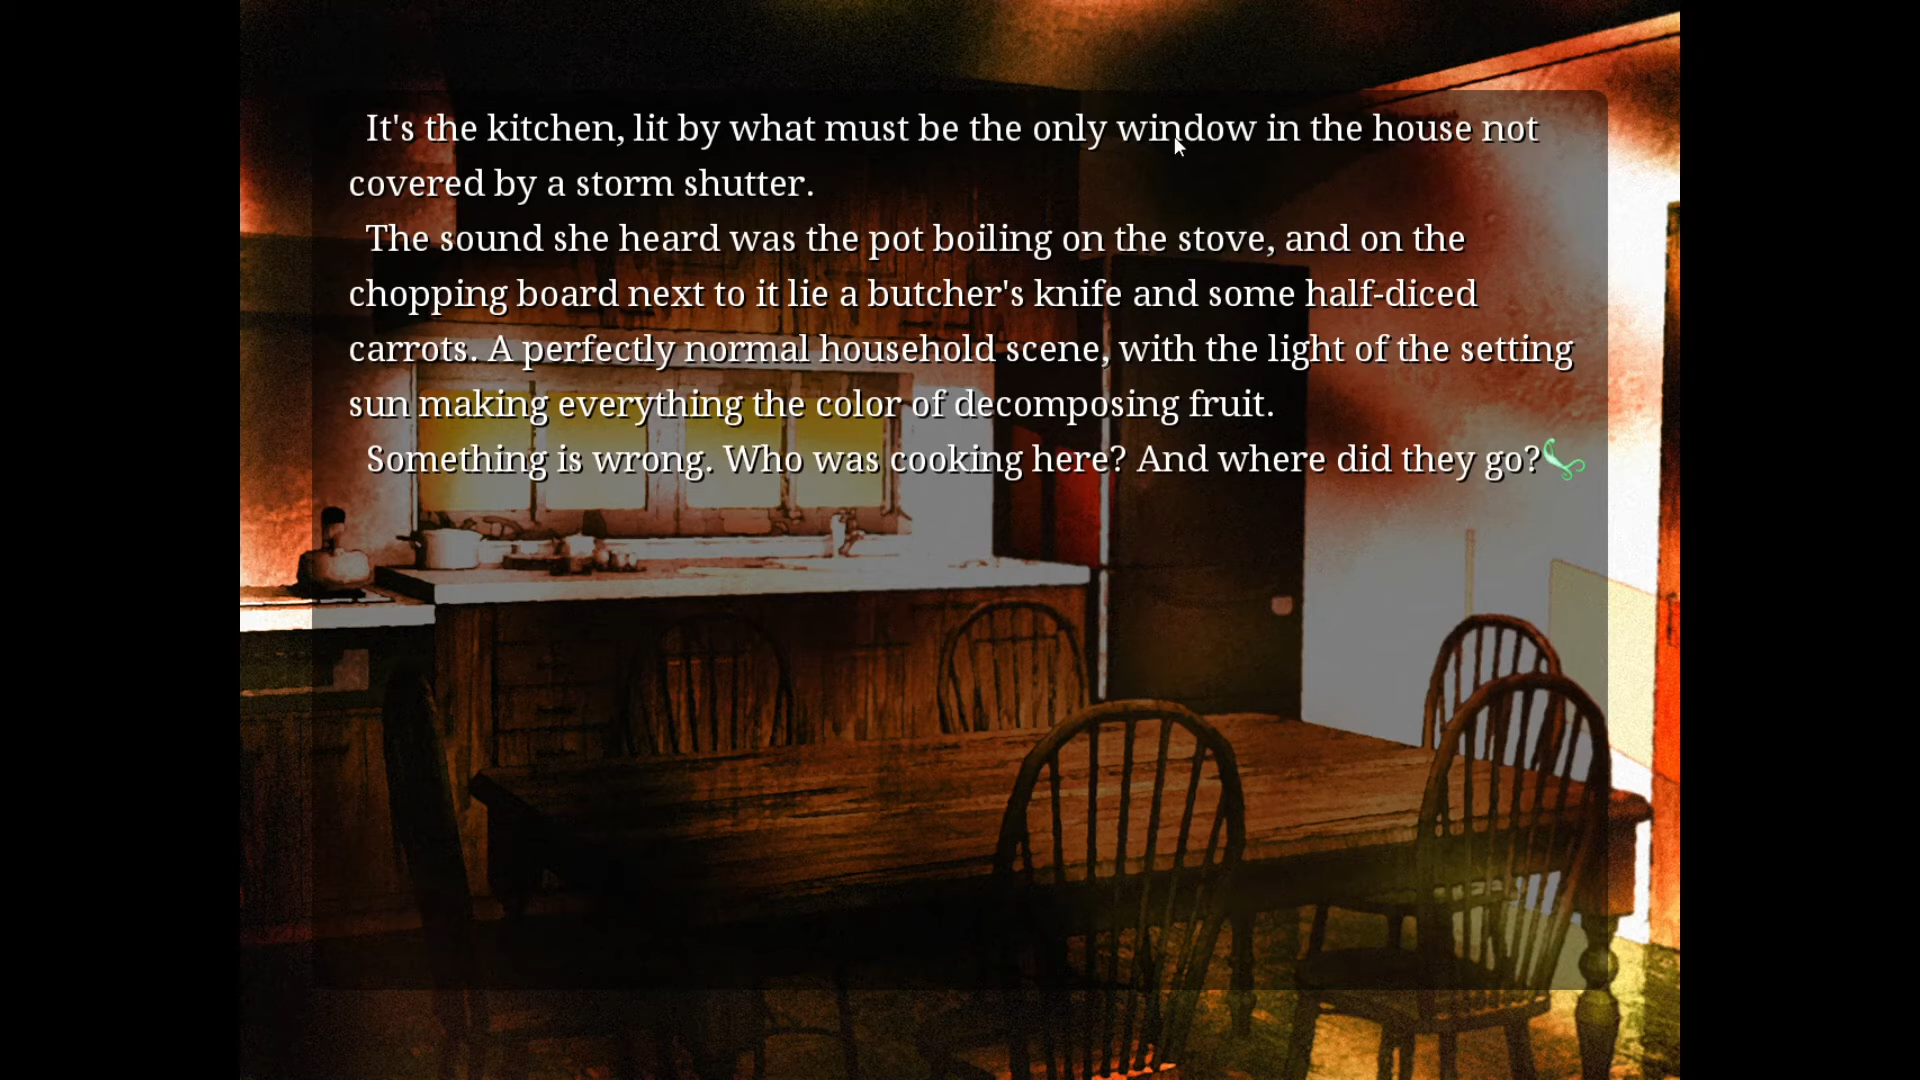 It's the kitchen, lit by what must be the only window in the house not
covered by a storm shutter.
The sound she heard was the pot boiling on the stove, and on the
chopping board next to it lie a butcher's knife and some half-diced
carrots. A perfectly normal household scene, with the light of the setting
sun making everything the color of decomposing fruit.
Something is wrong. Who was cooking here? And where did they go?